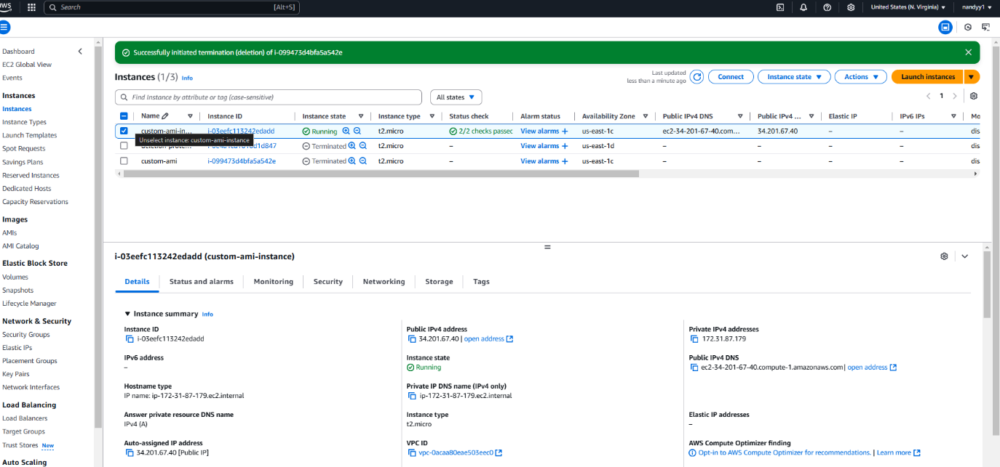 aws
Search [Alt+S]
United States (N. Virginia) nandyy1
Dashboard
EC2 Global View
Events
Instances
Instances
Instance Types
Launch Templates
Spot Requests
Savings Plans
Reserved Instances
Dedicated Hosts
Capacity Reservations
Images
AMIs
AMI Catalog
Elastic Block Store
Volumes
Snapshots
Lifecycle Manager
Network & Security
Security Groups
Elastic IPs
Placement Groups
Key Pairs
Network Interfaces
Load Balancing
Load Balancers
Target Groups
Trust Stores New
Auto Scaling
Successfully initiated termination (deletion) of i-099473d4bfa5a542e
Instances (1/3) Info
Last updated
less than a minute ago
Connect Instance state Actions Launch instances
Find Instance by attribute or tag (case-sensitive) All states 1
Name Instance ID Instance state Instance type Status check Alarm status Availability Zone Public IPv4 DNS Public IPv4 ... Elastic IP IPv6 IPs Mo
custom-ami-in... i-03eefc113242edadd Running t2.micro 2/2 checks passec View alarms + us-east-1c ec2-34-201-67-40.com... 34.201.67.40 – – dis
Unselect instance: custom-ami-instance
Terminated t2.micro – View alarms + us-east-1d – – – – dis
custom-ami i-099473d4bfa5a542e Terminated t2.micro – View alarms + us-east-1c – – – – dis
i-03eefc113242edadd (custom-ami-instance)
Details Status and alarms Monitoring Security Networking Storage Tags
Instance summary Info
Instance ID
i-03eefc113242edadd
IPv6 address
–
Hostname type
IP name: ip-172-31-87-179.ec2.internal
Answer private resource DNS name
IPv4 (A)
Auto-assigned IP address
34.201.67.40 [Public IP]
Public IPv4 address
34.201.67.40 | open address
Instance state
Running
Private IP DNS name (IPv4 only)
ip-172-31-87-179.ec2.internal
Instance type
t2.micro
VPC ID
vpc-0acaa80eae503eec0
Private IPv4 addresses
172.31.87.179
Public IPv4 DNS
ec2-34-201-67-40.compute-1.amazonaws.com | open address
Elastic IP addresses
–
AWS Compute Optimizer finding
Opt-in to AWS Compute Optimizer for recommendations. | Learn more